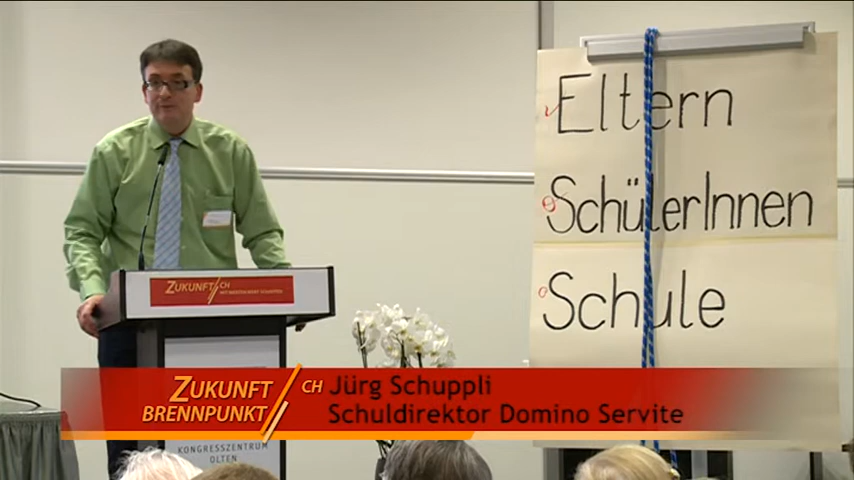 Eltern
SchülerInnen
Schule
ZUKUNFT CH
ZUKUNFT CH
BRENNPUNKT
Jürg Schuppli
Schuldirektor Domino Servite
KONGRESSZENTRUM
OLTEN